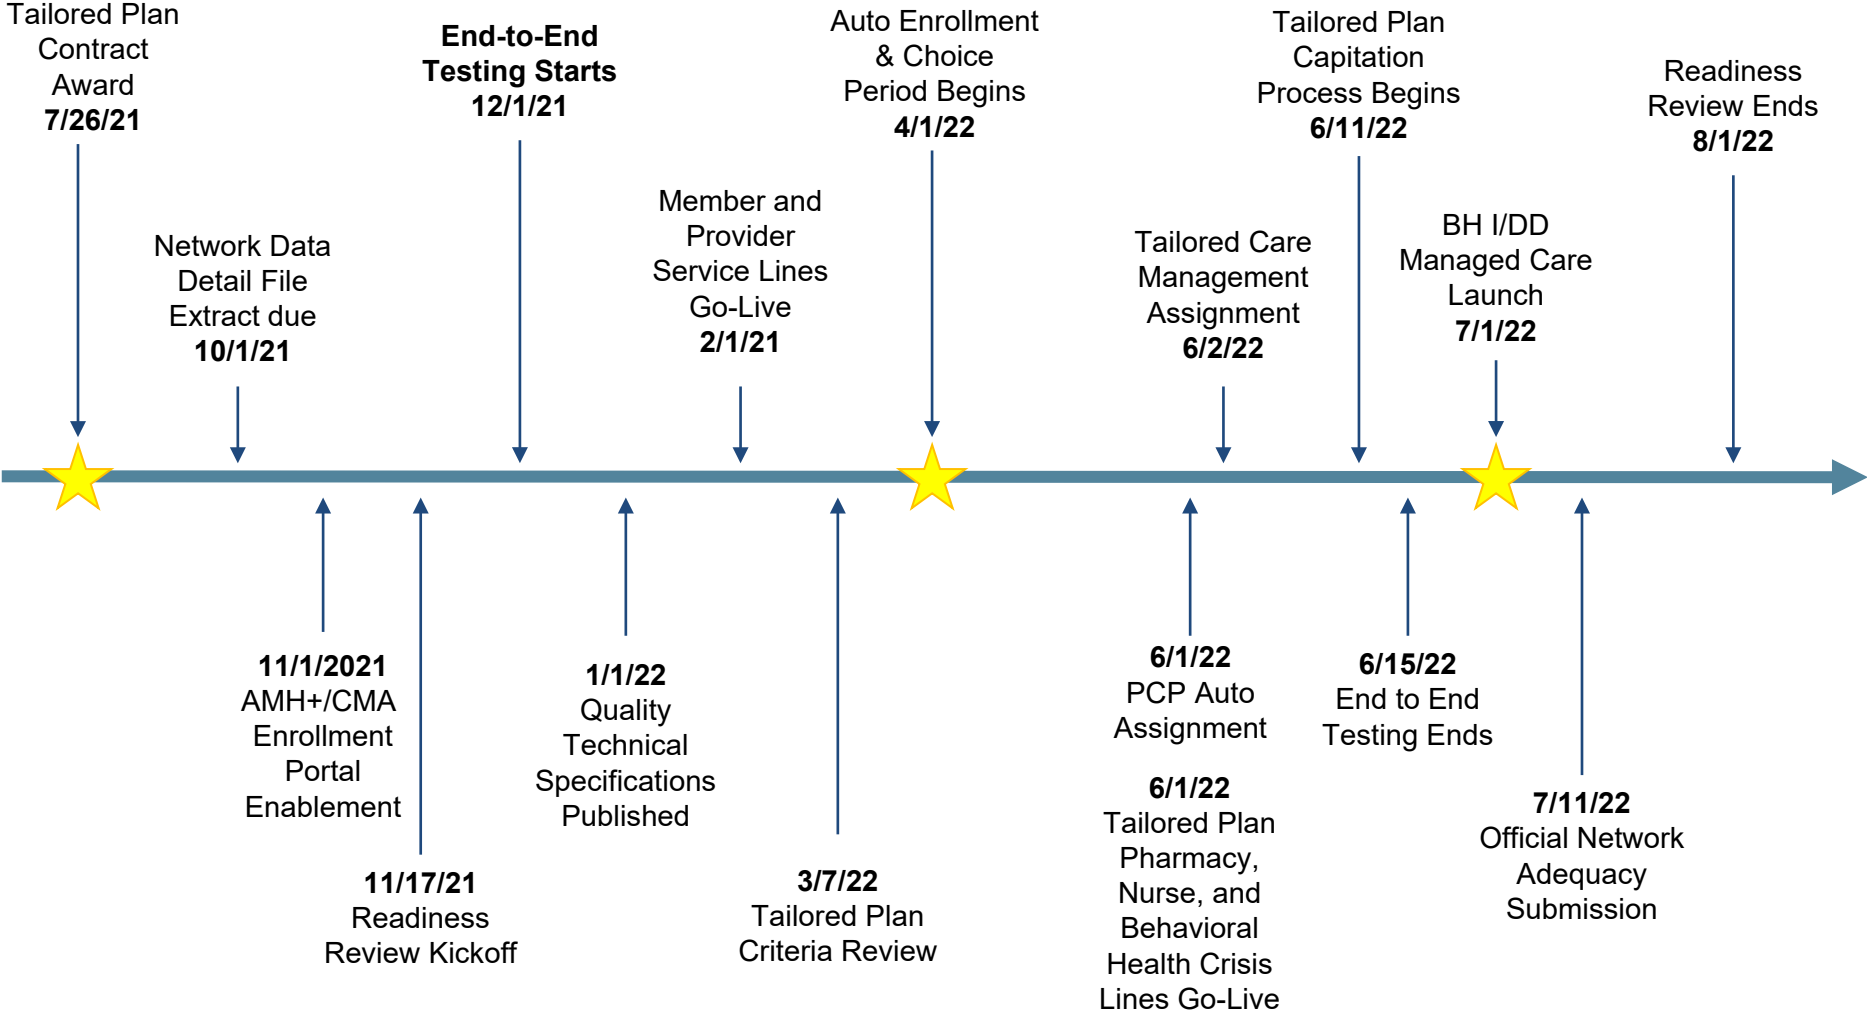 Tailored Plan
Contract
Award
7/26/21
Network Data
Detail File
Extract due
10/1/21
End-to-End
Testing Starts
12/1/21
Member and
Provider
Service Lines
Go-Live
2/1/21
Auto Enrollment
& Choice
Period Begins
4/1/22
Tailored Care
Management
Assignment
6/2/22
Tailored Plan
Capitation
Process Begins
6/11/22
BH I/DD
Managed Care
Launch
7/1/22
Readiness
Review Ends
8/1/22
11/1/2021
AMH+/CMA
Enrollment
Portal
Enablement
11/17/21
Readiness
Review Kickoff
1/1/22
Quality
Technical
Specifications
Published
3/7/22
Tailored Plan
Criteria Review
6/1/22
PCP Auto
Assignment
6/1/22
Tailored Plan
Pharmacy,
Nurse, and
Behavioral
Health Crisis
Lines Go-Live
6/15/22
End to End
Testing Ends
7/11/22
Official Network
Adequacy
Submission